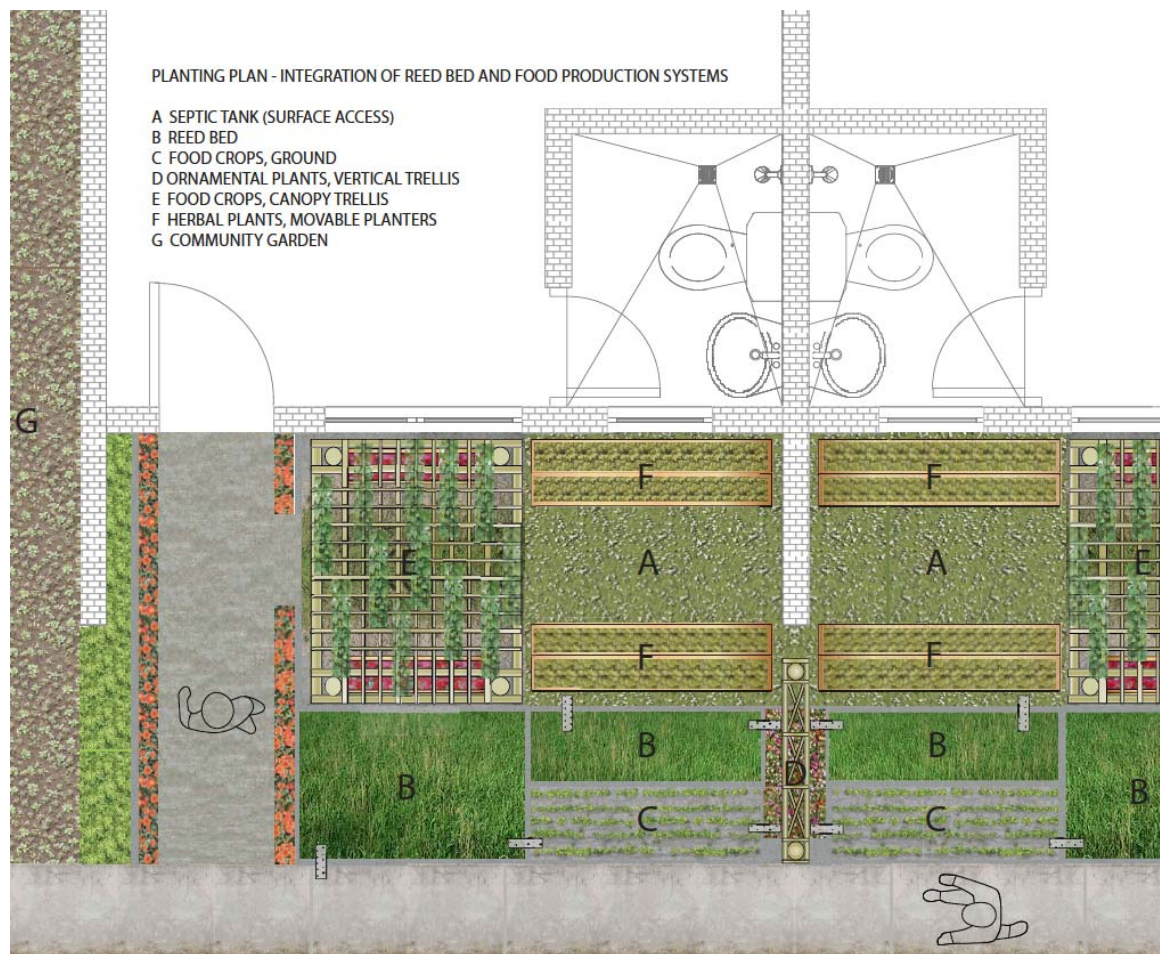 PLANTING PLAN - INTEGRATION OF REED BED AND FOOD PRODUCTION SYSTEMS
A SEPTIC TANK (SURFACE ACCESS)
B REED BED
C FOOD CROPS, GROUND
D ORNAMENTAL PLANTS, VERTICAL TRELLIS
E FOOD CROPS, CANOPY TRELLIS
F HERBAL PLANTS, MOVABLE PLANTERS
G COMMUNITY GARDEN
G
F F
E A A E
F F
B B
D
B B
C C